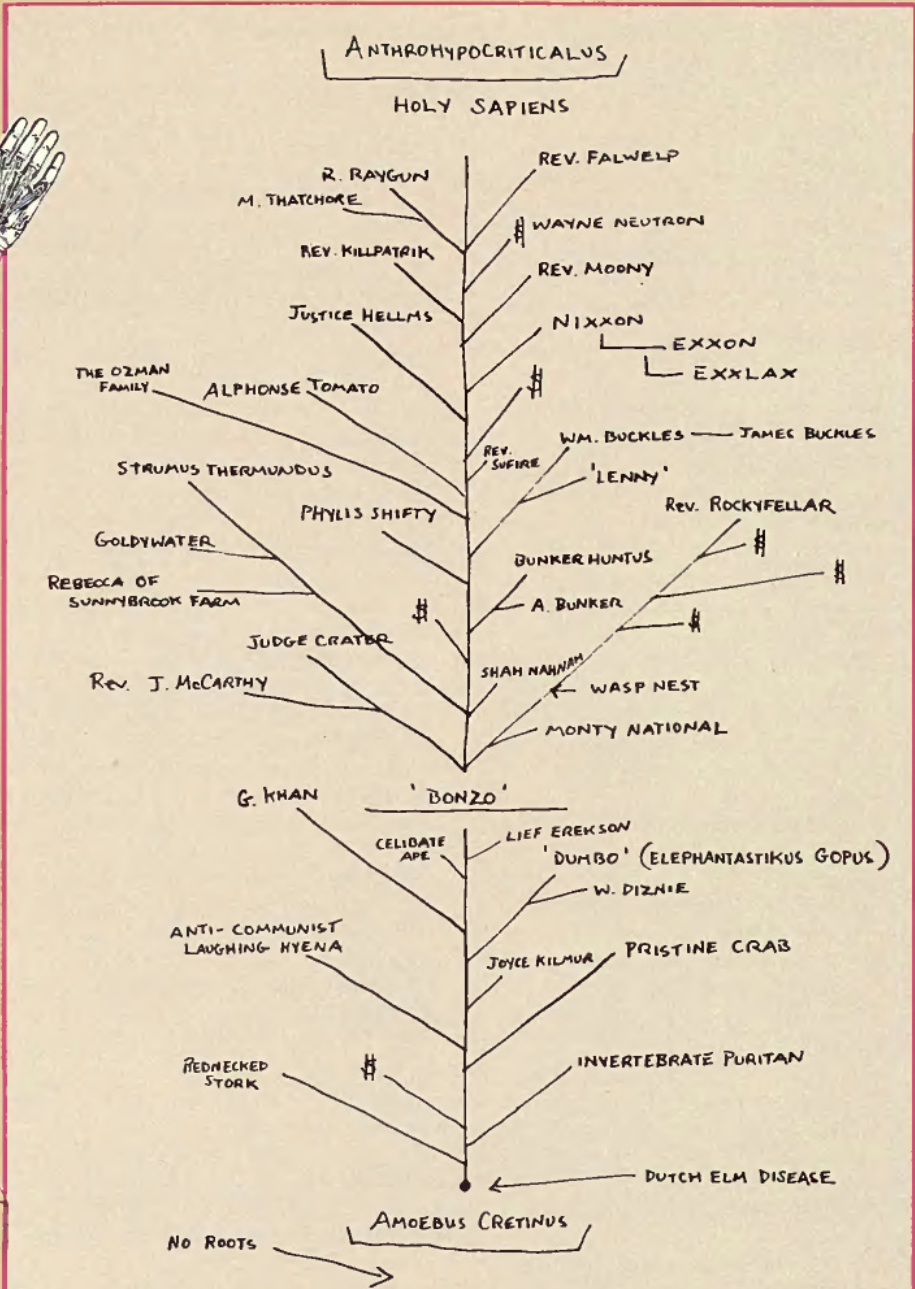 ANTHROHYPOCRITICALUS
HOLY SAPIENS
R. RAYGUN
REV. FALWELP
M. THATCHORE
$ WAYNE NEUTRON
REV. KILLPATRIK
REV. MOONY
JUSTICE HELLMS
NIXXON
EXXON
EXXLAX
THE OZMAN
FAMILY
ALPHONSE TOMATO
$
WM. BUCKLES — JAMES BUCKLES
REV.
SUFIRE
STRUMUS THERMUNDUS
'LENNY'
PHYLIS SHIFTY
REV. ROCKYFELLAR
$
GOLDYWATER
BUNKER HUNTUS
$
REBECCA OF
SUNNYBROOK FARM
A. BUNKER
$
$
JUDGE CRATER
SHAH NAHNAH
REV. J. McCARTHY
WASP NEST
MONTY NATIONAL
G. KHAN
'BONZO'
CELIBATE
APE
LIEF EREKSON
'DUMBO' (ELEPHANTASTIKUS GOPUS)
W. DIZNIE
ANTI-COMMUNIST
LAUGHING HYENA
JOYCE KILMUR
PRISTINE CRAB
REDNECKED
STORK
$
INVERTEBRATE PURITAN
DUTCH ELM DISEASE
AMOEBUS CRETINUS
NO ROOTS